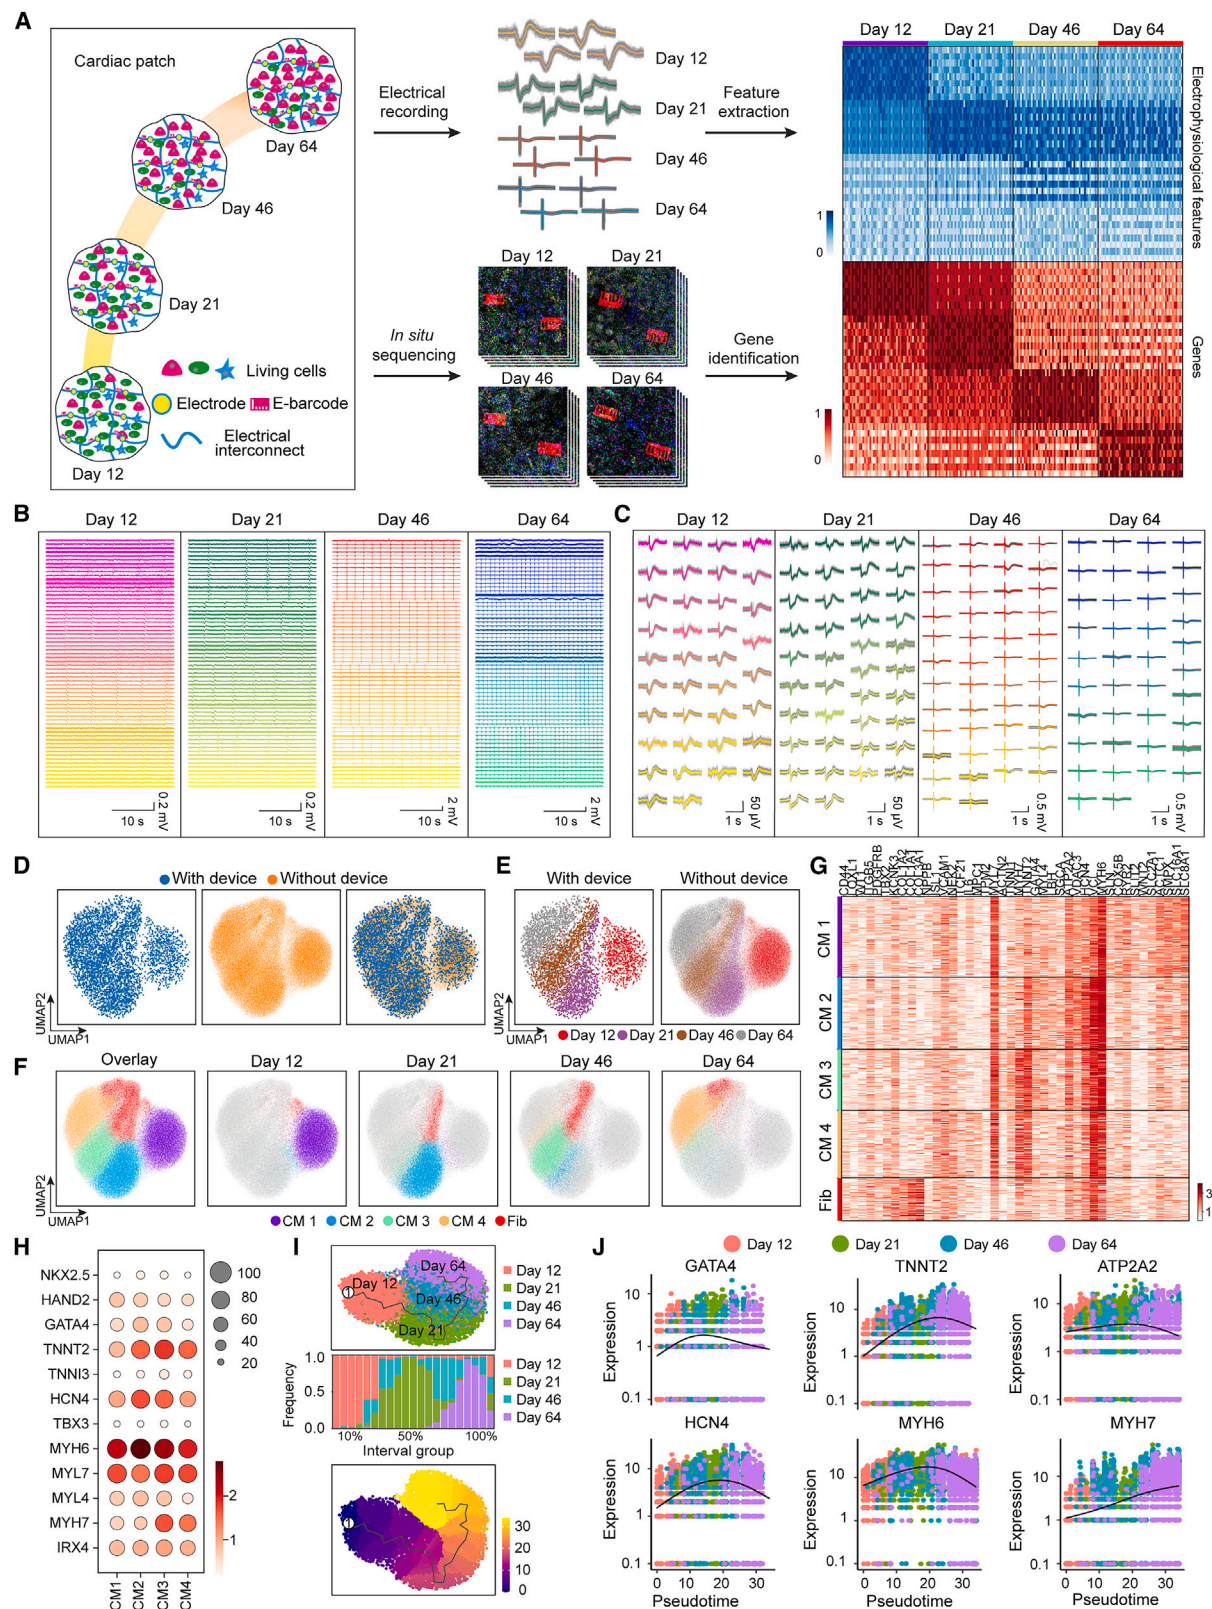 A
Cardiac patch
Day 64
Day 46
Day 21
Day 12
Living cells
Electrode
E-barcode
Electrical
interconnect
Electrical
recording
Day 12
Day 21
Day 46
Day 64
Feature
extraction
In situ
sequencing
Day 12
Day 21
Day 46
Day 64
Gene
identification
Day 12
Day 21
Day 46
Day 64
Electrophysiological features
Genes
1
0
1
0
B
Day 12
Day 21
Day 46
Day 64
10 s
0.2 mV
10 s
0.2 mV
10 s
2 mV
10 s
2 mV
C
Day 12
Day 21
Day 46
Day 64
1 s
50 µV
1 s
50 µV
1 s
0.5 mV
1 s
0.5 mV
D
With device
Without device
UMAP2
UMAP1
E
With device
Without device
UMAP2
UMAP1
Day 12
Day 21
Day 46
Day 64
F
Overlay
Day 12
Day 21
Day 46
Day 64
UMAP2
UMAP1
CM 1
CM 2
CM 3
CM 4
Fib
G
CD44
PDGFRB
ISL1
TCF21
ACTN2
TNNT2
MYH6
SLC8A1
CM 1
CM 2
CM 3
CM 4
Fib
3
1
H
NKX2.5
HAND2
GATA4
TNNT2
TNNI3
HCN4
TBX3
MYH6
MYL7
MYL4
MYH7
IRX4
CM1
CM2
CM3
CM4
100
80
60
40
20
2
1
I
Day 12
Day 64
Day 46
Day 21
1
Day 12
Day 21
Day 46
Day 64
Frequency
1.0
0.5
0.0
10%
50%
100%
Interval group
Day 12
Day 21
Day 46
Day 64
1
30
20
10
0
J
Day 12
Day 21
Day 46
Day 64
GATA4
TNNT2
ATP2A2
Expression
10
1
0.1
Expression
10
1
0.1
Expression
10
1
0.1
HCN4
MYH6
MYH7
Expression
10
1
0.1
Expression
10
1
0.1
Expression
10
1
0.1
0 10 20 30
0 10 20 30
0 10 20 30
Pseudotime
Pseudotime
Pseudotime